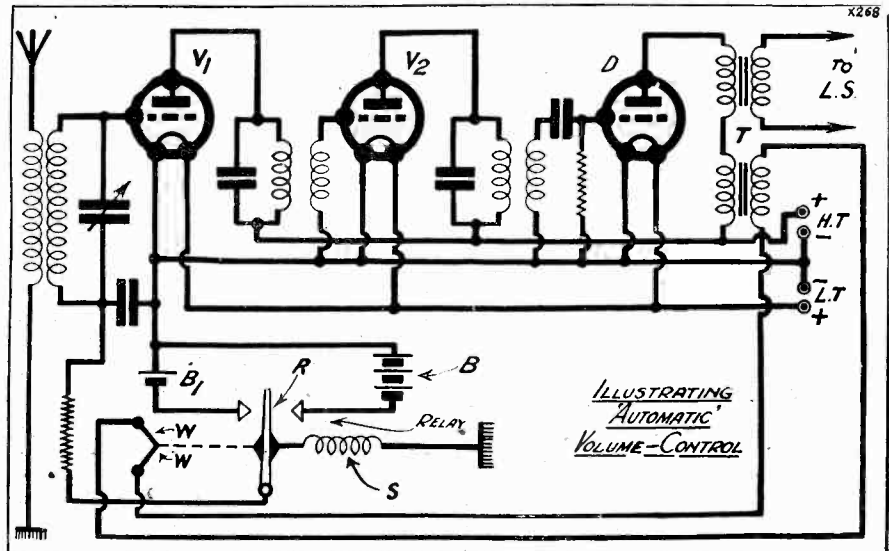 X268
V1
V2
D
TO
L.S.
T
+
H.T
-
-
L.T
+
B1
R
B
RELAY
W
W
S
ILLUSTRATING
'AUTOMATIC'
VOLUME-CONTROL